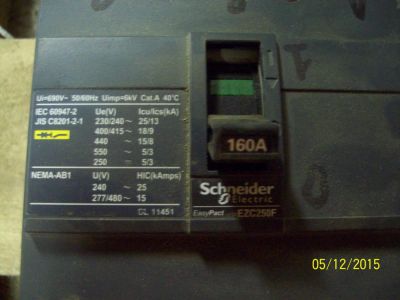 Ui=690V~ 50/60Hz Uimp=6kV Cat.A 40°C
IEC 60947-2 Ue(V) Icu/Ics(kA)
JIS C8201-2-1 230/240 ~ 25/13
400/415 ~ 18/9
440 ~ 15/8
550 ~ 5/3
250 ⎓ 5/3
NEMA-AB1 U(V) HIC(kAmps)
240 ~ 25
277/480 ~ 15
11451
160A
Schneider
Electric
EasyPact EZC250F
05/12/2015